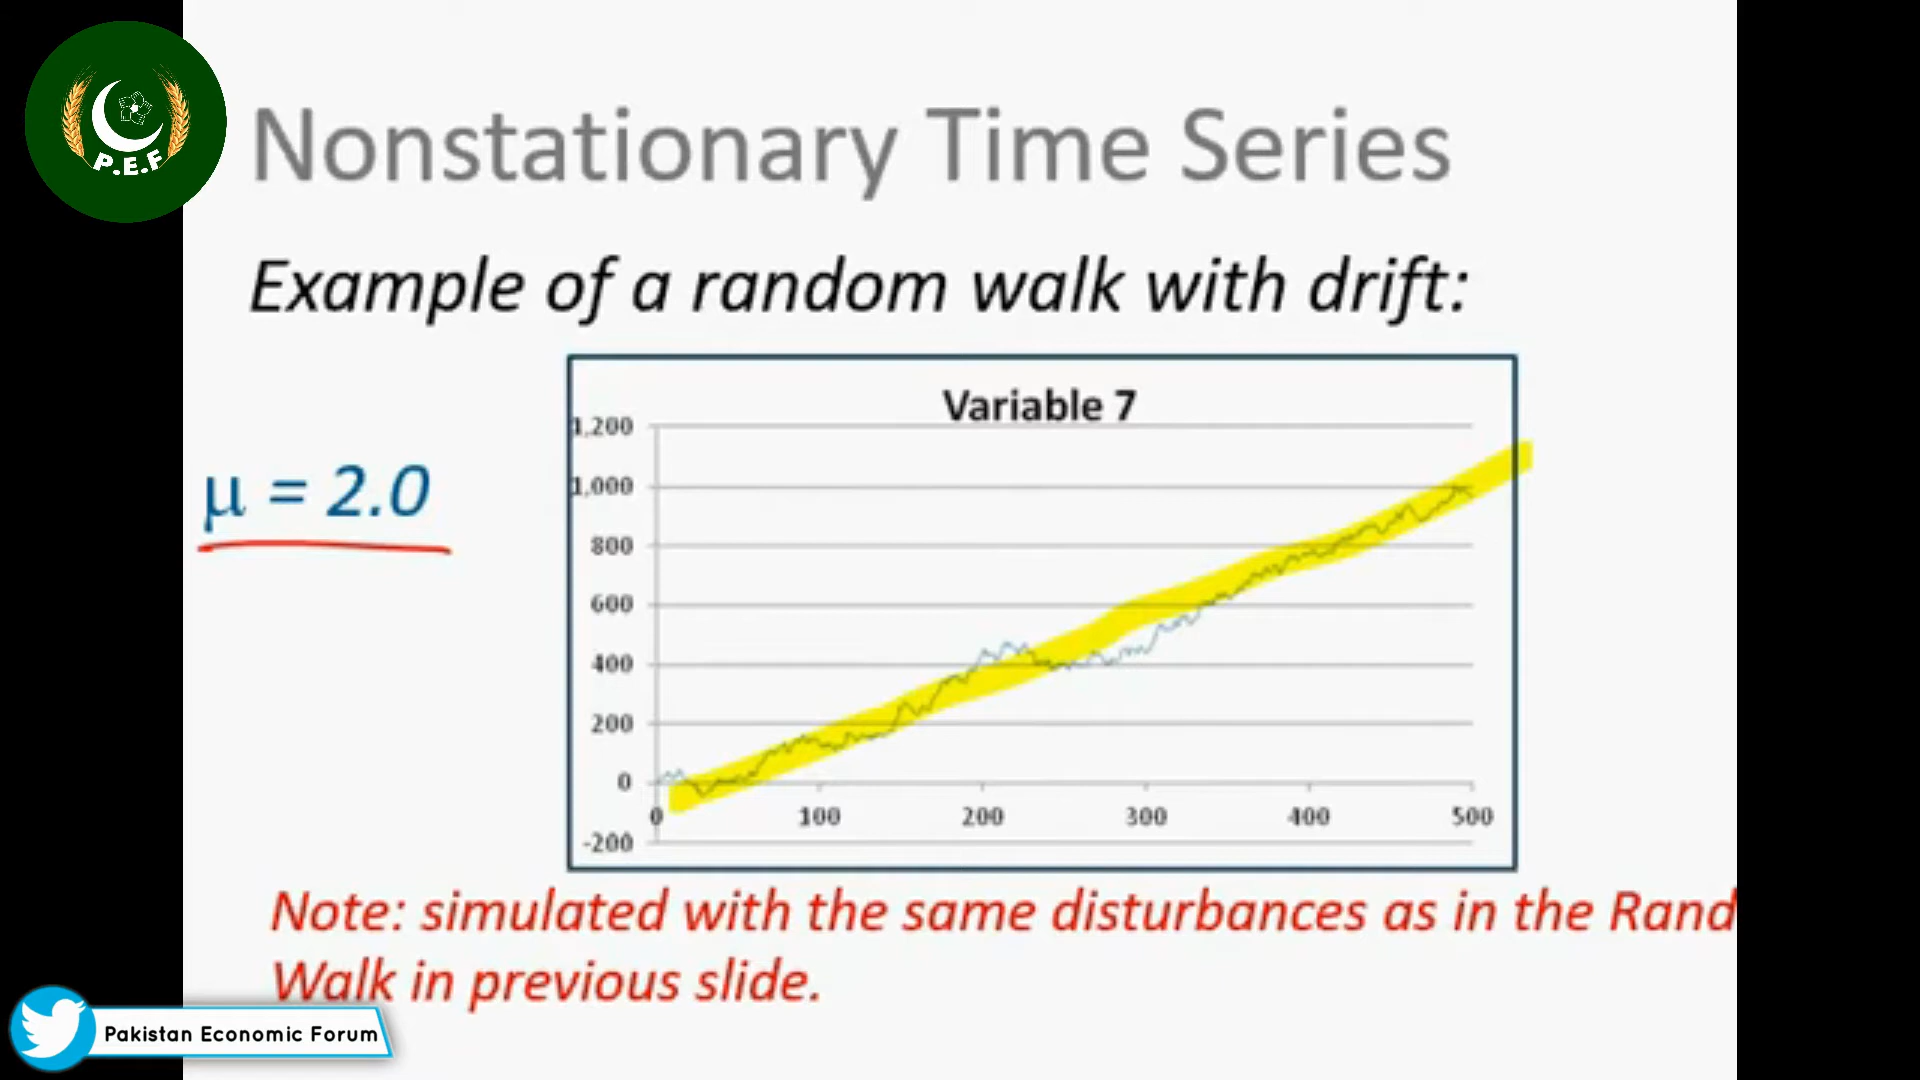 P.E.F
Nonstationary Time Series
Example of a random walk with drift:
Variable 7
μ = 2.0
1,200
1,000
800
600
400
200
0
-200
0 100 200 300 400 500
Note: simulated with the same disturbances as in the Rand
Walk in previous slide.
Pakistan Economic Forum